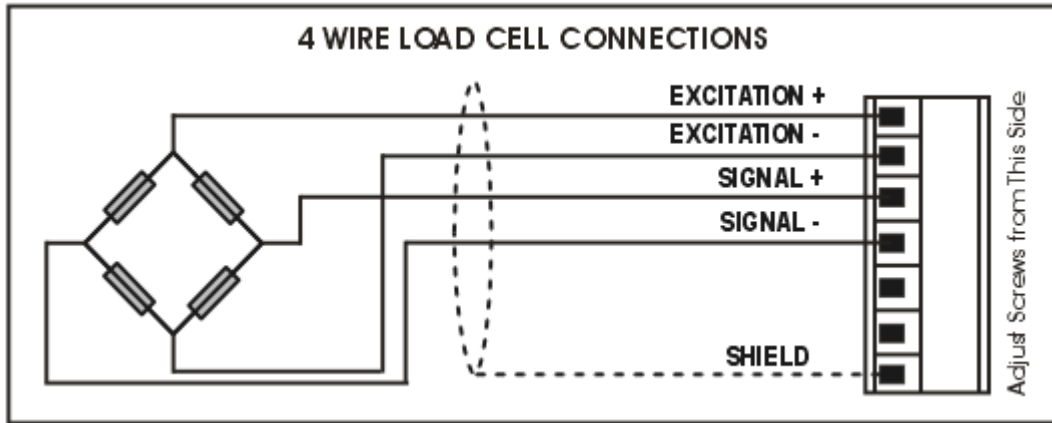 4 WIRE LOAD CELL CONNECTIONS
EXCITATION +
EXCITATION -
SIGNAL +
SIGNAL -
SHIELD
Adjust Screws from This Side